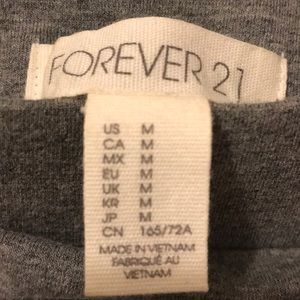 FOREVER 21
US M
CA M
MX M
EU M
UK M
KR M
JP M
CN 165/72A
MADE IN VIETNAM
FABRIQUÉ AU
VIETNAM